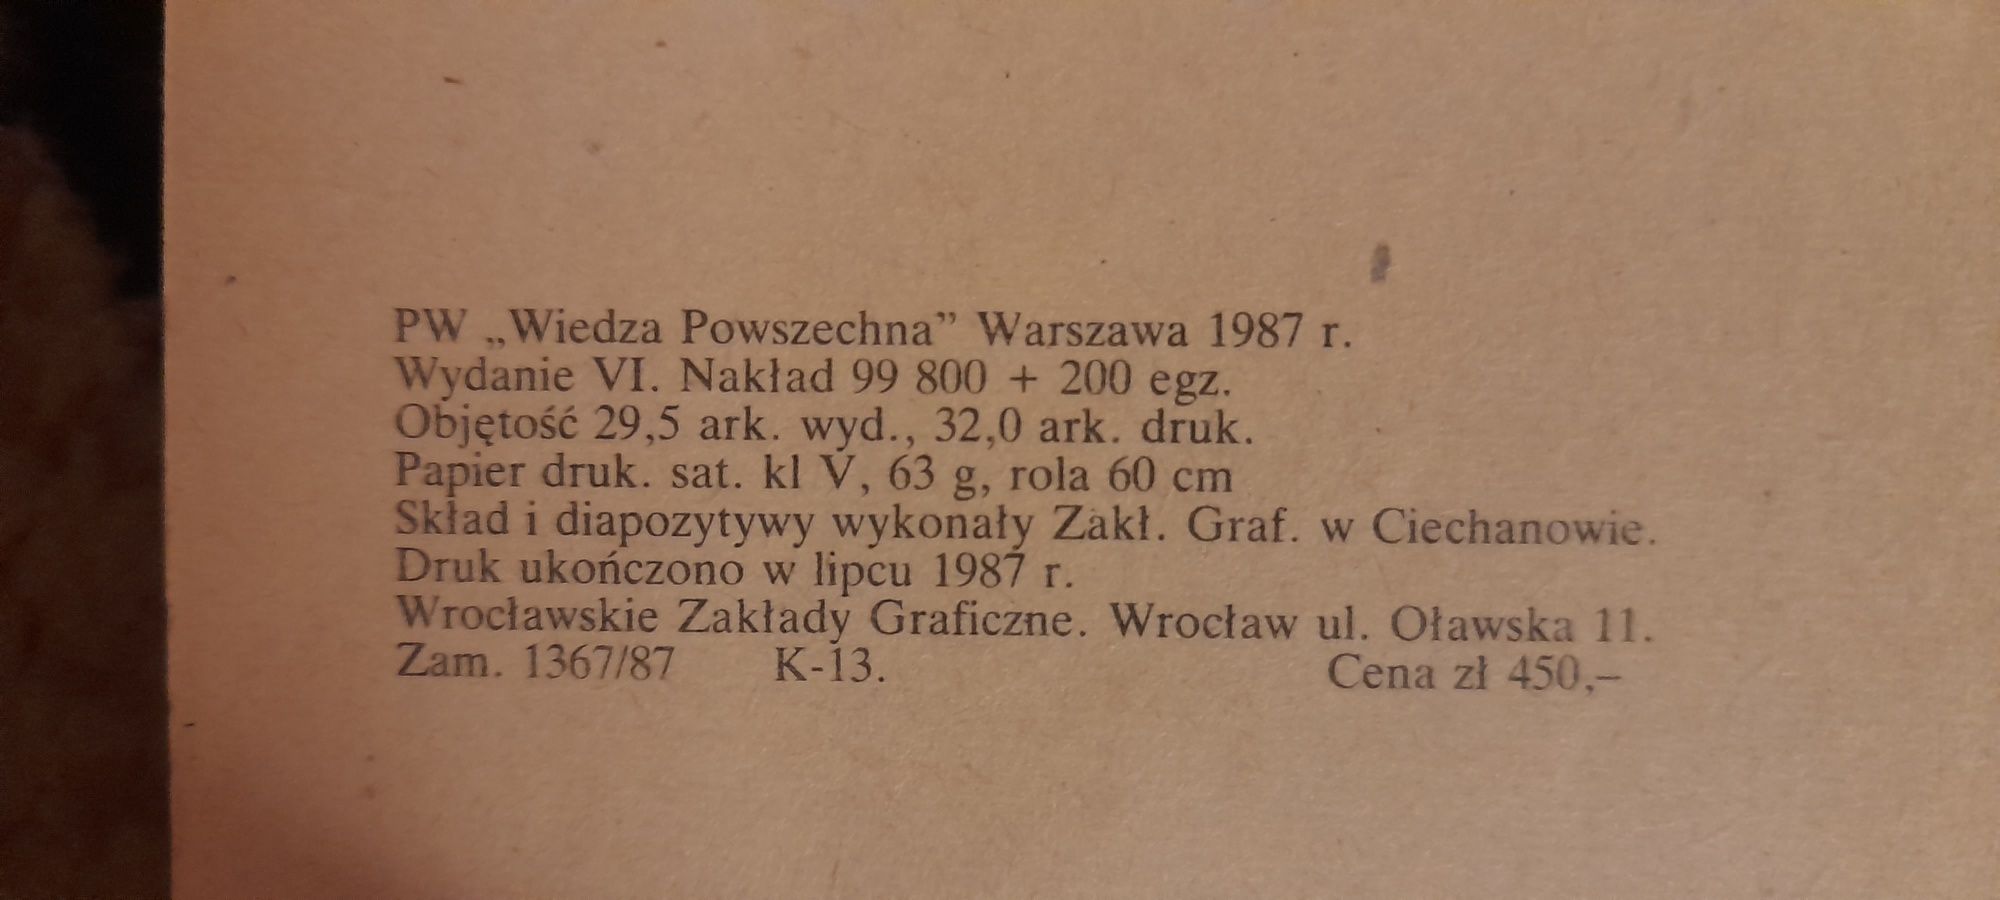 PW „Wiedza Powszechna” Warszawa 1987 r.
Wydanie VI. Nakład 99 800 + 200 egz.
Objętość 29,5 ark. wyd., 32,0 ark. druk.
Papier druk. sat. kl V, 63 g, rola 60 cm
Skład i diapozytywy wykonały Zakł. Graf. w Ciechanowie.
Druk ukończono w lipcu 1987 r.
Wrocławskie Zakłady Graficzne. Wrocław ul. Oławska 11.
Zam. 1367/87 K-13. Cena zł 450,–